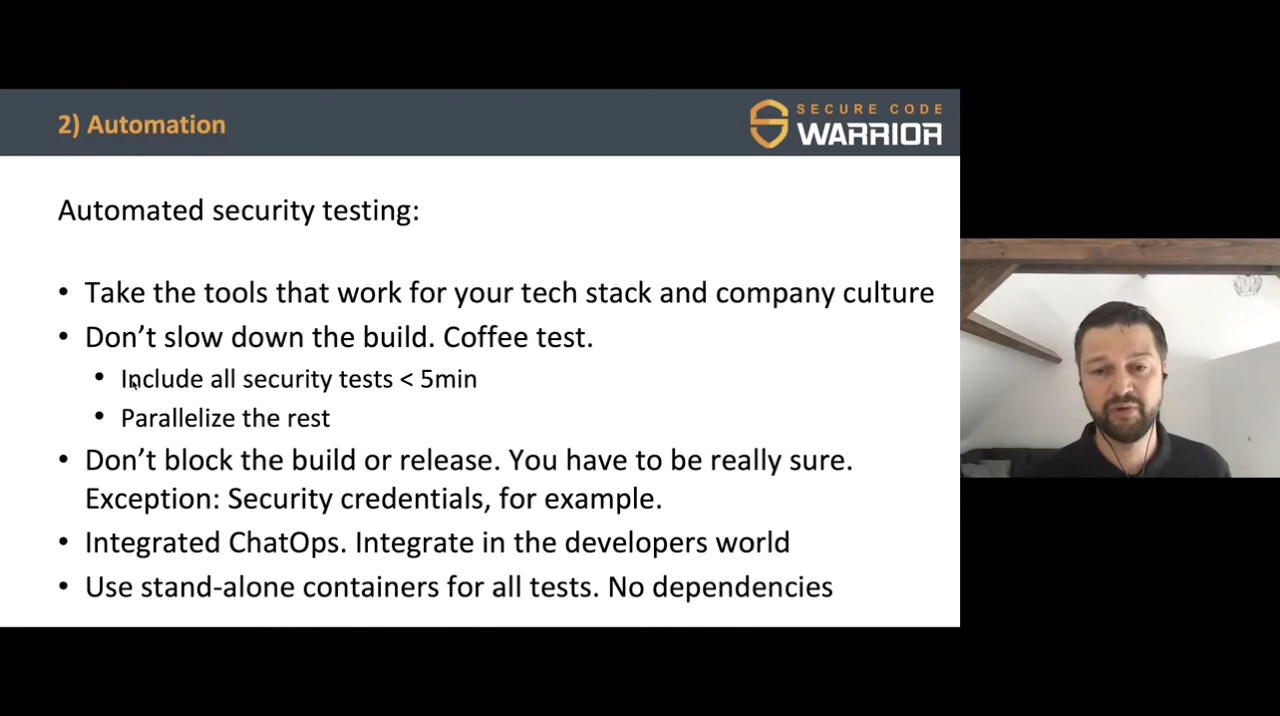 2) Automation
SECURE CODE
WARRIOR
Automated security testing:
• Take the tools that work for your tech stack and company culture
• Don’t slow down the build. Coffee test.
• Include all security tests < 5min
• Parallelize the rest
• Don’t block the build or release. You have to be really sure.
Exception: Security credentials, for example.
• Integrated ChatOps. Integrate in the developers world
• Use stand-alone containers for all tests. No dependencies